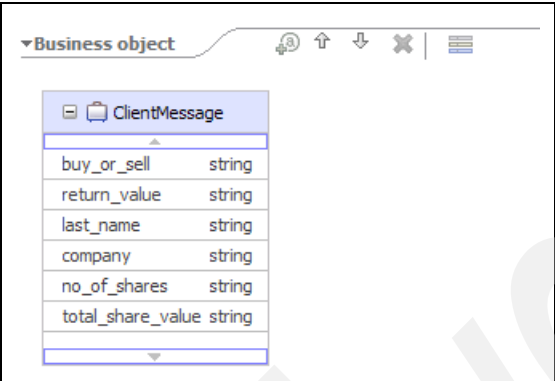 Business object
ClientMessage
buy_or_sell string
return_value string
last_name string
company string
no_of_shares string
total_share_value string